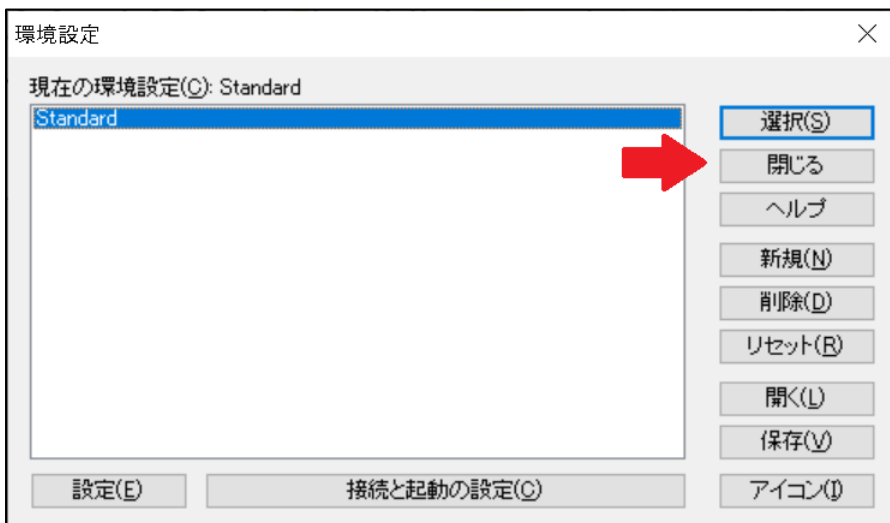 環境設定
現在の環境設定(C): Standard
Standard
選択(S)
閉じる
ヘルプ
新規(N)
削除(D)
リセット(R)
開く(L)
保存(V)
設定(E)
接続と起動の設定(C)
アイコン(I)